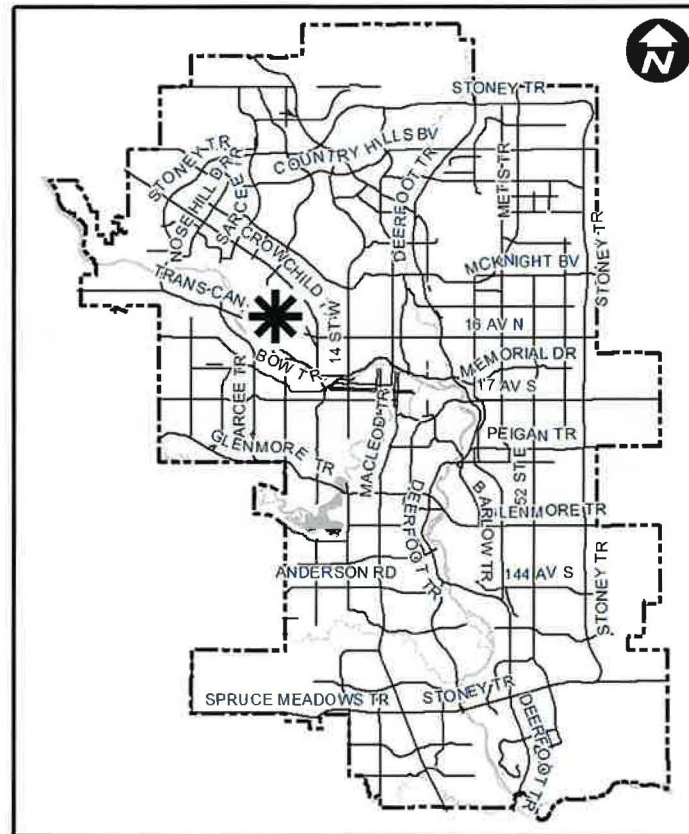 N
STONEY TR
STONEY TR
COUNTRY HILLS BV
DEERFOOT TR
METIS TR
NOSE HILL DR
SARCEE
CROWCHILD
MCKNIGHT BV
STONEY TR
TRANS-CAN.
14 ST W
16 AV N
BOW TR
MEMORIAL DR
17 AV S
SARCEE TR
MACLEOD TR
PEIGAN TR
GLENMORE TR
52 ST E
DEERFOOT TR
BARLOW TR
GLENMORE TR
ANDERSON RD
144 AV S
STONEY TR
SPRUCE MEADOWS TR
STONEY TR
DEERFOOT TR